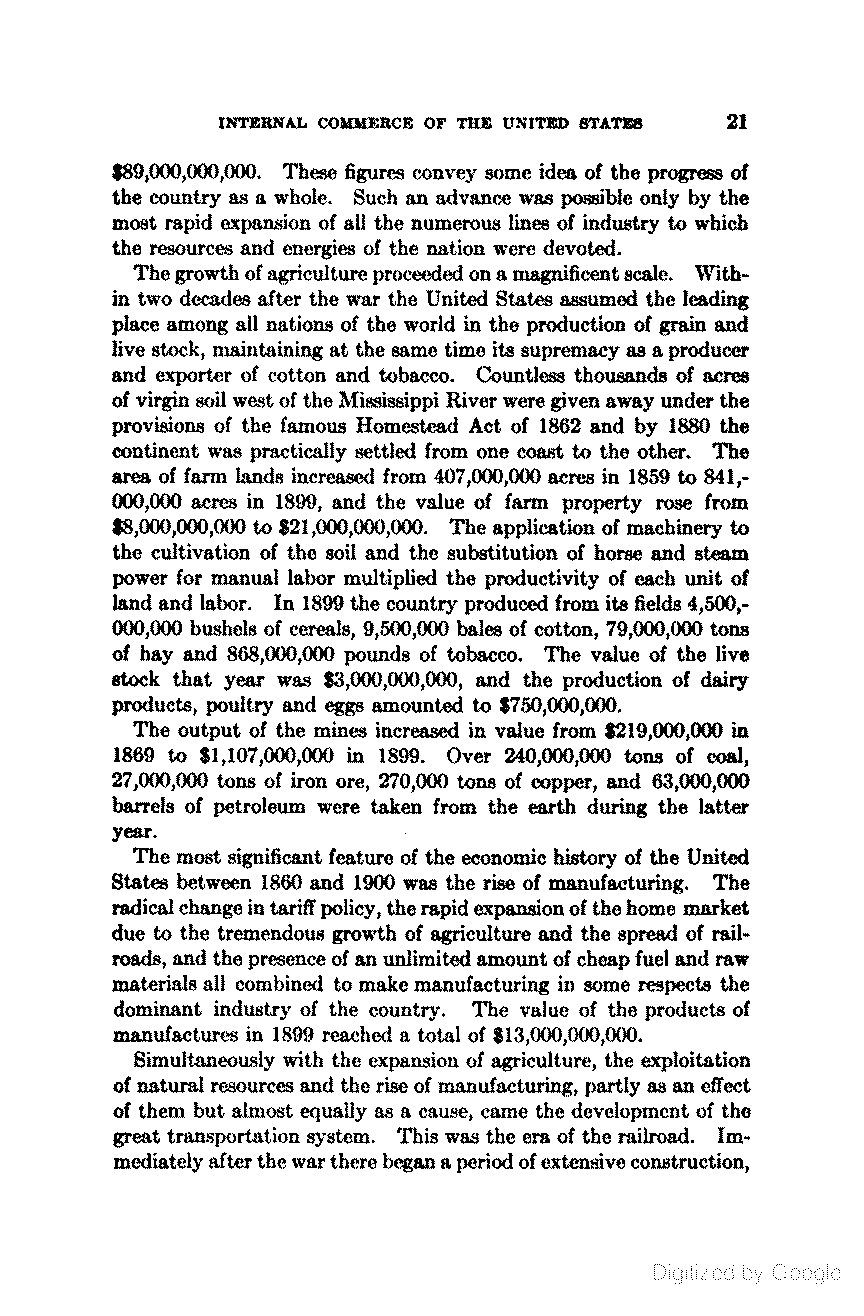 INTERNAL COMMERCE OF THE UNITED STATES 21
$89,000,000,000. These figures convey some idea of the progress of
the country as a whole. Such an advance was possible only by the
most rapid expansion of all the numerous lines of industry to which
the resources and energies of the nation were devoted.
The growth of agriculture proceeded on a magnificent scale. With-
in two decades after the war the United States assumed the leading
place among all nations of the world in the production of grain and
live stock, maintaining at the same time its supremacy as a producer
and exporter of cotton and tobacco. Countless thousands of acres
of virgin soil west of the Mississippi River were given away under the
provisions of the famous Homestead Act of 1862 and by 1880 the
continent was practically settled from one coast to the other. The
area of farm lands increased from 407,000,000 acres in 1859 to 841,-
000,000 acres in 1899, and the value of farm property rose from
$8,000,000,000 to $21,000,000,000. The application of machinery to
the cultivation of the soil and the substitution of horse and steam
power for manual labor multiplied the productivity of each unit of
land and labor. In 1899 the country produced from its fields 4,500,-
000,000 bushels of cereals, 9,500,000 bales of cotton, 79,000,000 tons
of hay and 868,000,000 pounds of tobacco. The value of the live
stock that year was $3,000,000,000, and the production of dairy
products, poultry and eggs amounted to $750,000,000.
The output of the mines increased in value from $219,000,000 in
1869 to $1,107,000,000 in 1899. Over 240,000,000 tons of coal,
27,000,000 tons of iron ore, 270,000 tons of copper, and 63,000,000
barrels of petroleum were taken from the earth during the latter
year.
The most significant feature of the economic history of the United
States between 1860 and 1900 was the rise of manufacturing. The
radical change in tariff policy, the rapid expansion of the home market
due to the tremendous growth of agriculture and the spread of rail-
roads, and the presence of an unlimited amount of cheap fuel and raw
materials all combined to make manufacturing in some respects the
dominant industry of the country. The value of the products of
manufactures in 1899 reached a total of $13,000,000,000.
Simultaneously with the expansion of agriculture, the exploitation
of natural resources and the rise of manufacturing, partly as an effect
of them but almost equally as a cause, came the development of the
great transportation system. This was the era of the railroad. Im-
mediately after the war there began a period of extensive construction,
Digitized by Google